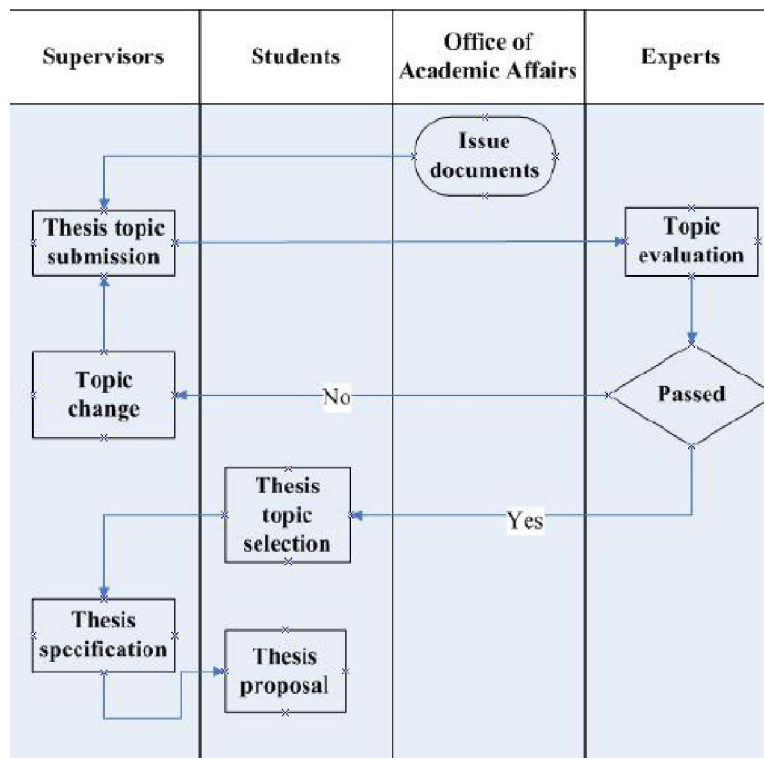 Supervisors
Students
Office of
Academic Affairs
Experts
Issue
documents
Thesis topic
submission
Topic
evaluation
Topic
change
No
Passed
Thesis
topic
selection
Yes
Thesis
specification
Thesis
proposal